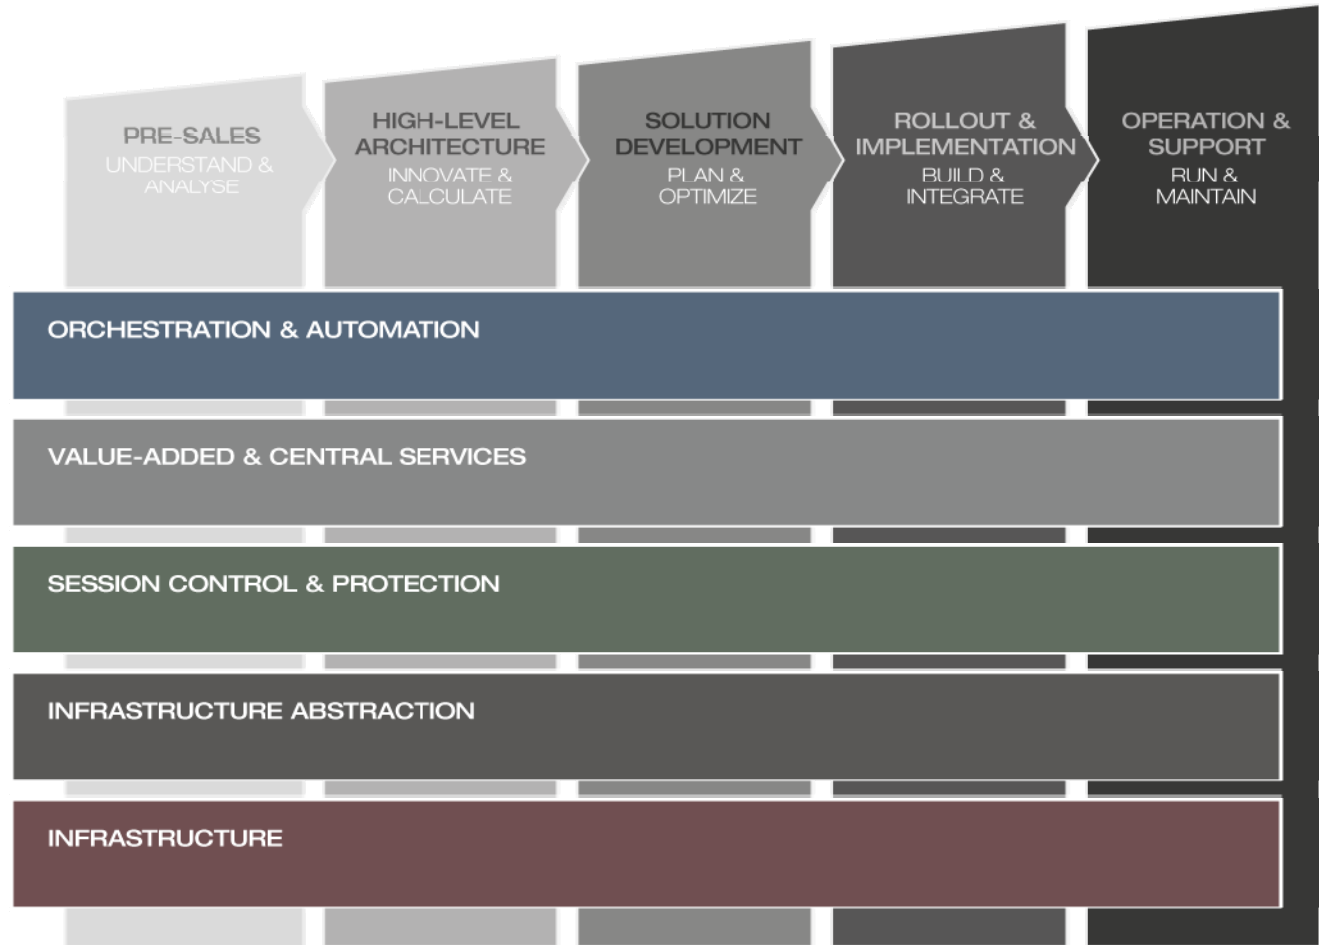 PRE-SALES
UNDERSTAND &
ANALYSE
HIGH-LEVEL
ARCHITECTURE
INNOVATE &
CALCULATE
SOLUTION
DEVELOPMENT
PLAN &
OPTIMIZE
ROLLOUT &
IMPLEMENTATION
BUILD &
INTEGRATE
OPERATION &
SUPPORT
RUN &
MAINTAIN
ORCHESTRATION & AUTOMATION
VALUE-ADDED & CENTRAL SERVICES
SESSION CONTROL & PROTECTION
INFRASTRUCTURE ABSTRACTION
INFRASTRUCTURE